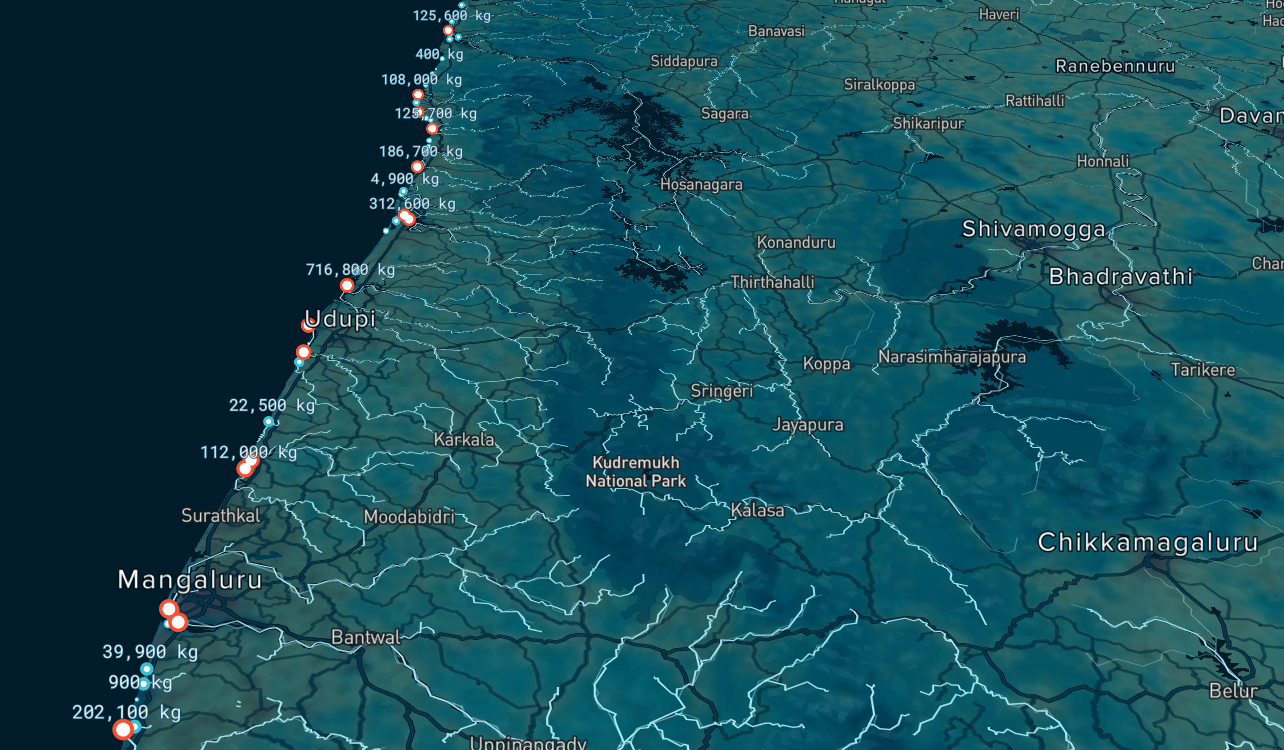 125,600 kg
Haveri
Banavasi
400 kg
Siddapura
Ranebennuru
108,000 kg
Siralkoppa
Rattihalli
125,700 kg
Sagara
Shikaripur
Davan
186,700 kg
Honnali
4,900 kg
Hosanagara
312,600 kg
Shivamogga
Konanduru
716,800 kg
Thirthahalli
Bhadravathi
Udupi
Koppa
Narasimharajapura
Tarikere
Sringeri
22,500 kg
Jayapura
Karkala
112,000 kg
Kudremukh
National Park
Kalasa
Surathkal
Moodabidri
Chikkamagaluru
Mangaluru
Bantwal
39,900 kg
900 kg
Belur
202,100 kg
Uppinangady